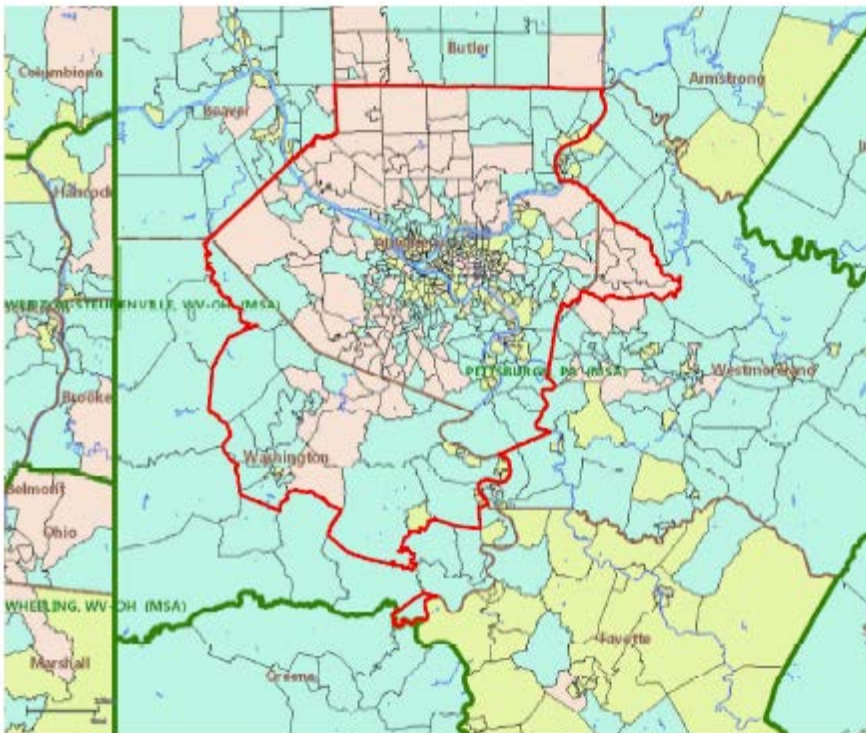 Butler
Columbiana
Armstrong
Beaver
Hancock
WEIRTON-STEUBENVILLE, WV-OH (MSA)
PITTSBURGH, PA (MSA)
Westmoreland
Brooke
Washington
Belmont
Ohio
WHEELING, WV-OH (MSA)
Fayette
Marshall
Greene